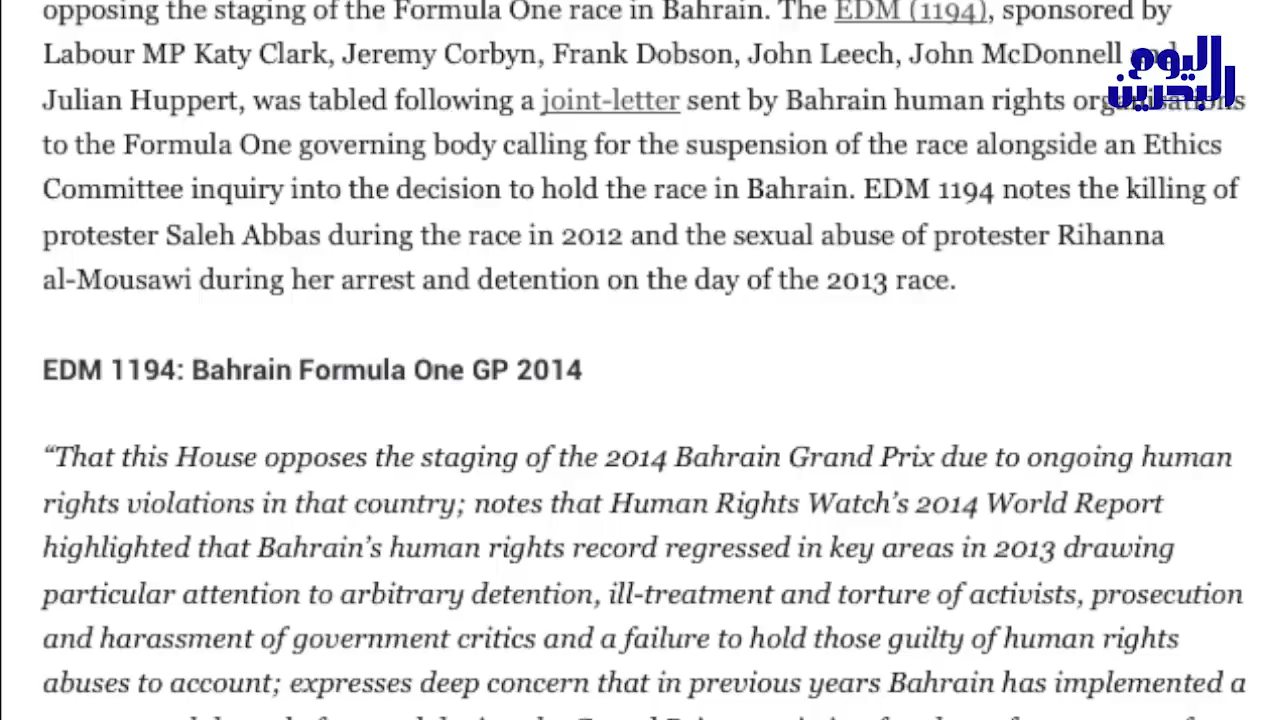 opposing the staging of the Formula One race in Bahrain. The EDM (1194), sponsored by
Labour MP Katy Clark, Jeremy Corbyn, Frank Dobson, John Leech, John McDonnell and
Julian Huppert, was tabled following a joint-letter sent by Bahrain human rights organisations
to the Formula One governing body calling for the suspension of the race alongside an Ethics
Committee inquiry into the decision to hold the race in Bahrain. EDM 1194 notes the killing of
protester Saleh Abbas during the race in 2012 and the sexual abuse of protester Rihanna
al-Mousawi during her arrest and detention on the day of the 2013 race.
EDM 1194: Bahrain Formula One GP 2014
“That this House opposes the staging of the 2014 Bahrain Grand Prix due to ongoing human
rights violations in that country; notes that Human Rights Watch’s 2014 World Report
highlighted that Bahrain’s human rights record regressed in key areas in 2013 drawing
particular attention to arbitrary detention, ill-treatment and torture of activists, prosecution
and harassment of government critics and a failure to hold those guilty of human rights
abuses to account; expresses deep concern that in previous years Bahrain has implemented a
اليوم
البحرين